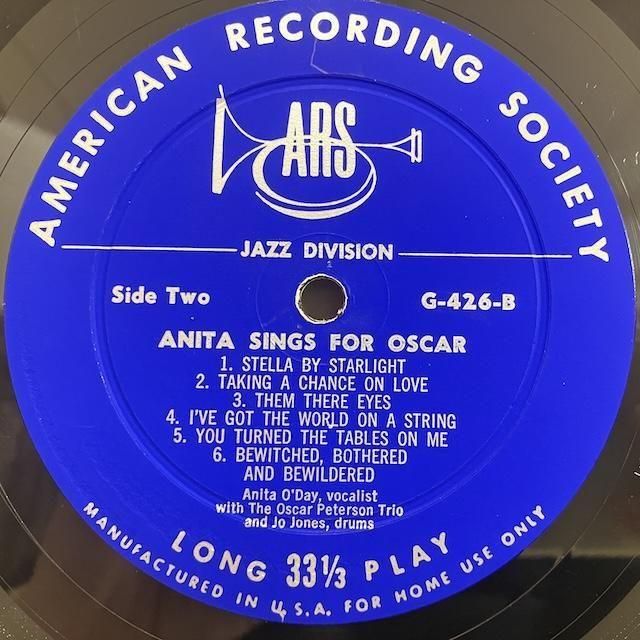 AMERICAN RECORDING SOCIETY
ARS
JAZZ DIVISION
Side Two
G-426-B
ANITA SINGS FOR OSCAR
1. STELLA BY STARLIGHT
2. TAKING A CHANCE ON LOVE
3. THEM THERE EYES
4. I'VE GOT THE WORLD ON A STRING
5. YOU TURNED THE TABLES ON ME
6. BEWITCHED, BOTHERED
AND BEWILDERED
Anita O'Day, vocalist
with The Oscar Peterson Trio
and Jo Jones, drums
LONG 33⅓ PLAY
MANUFACTURED IN U.S.A. FOR HOME USE ONLY